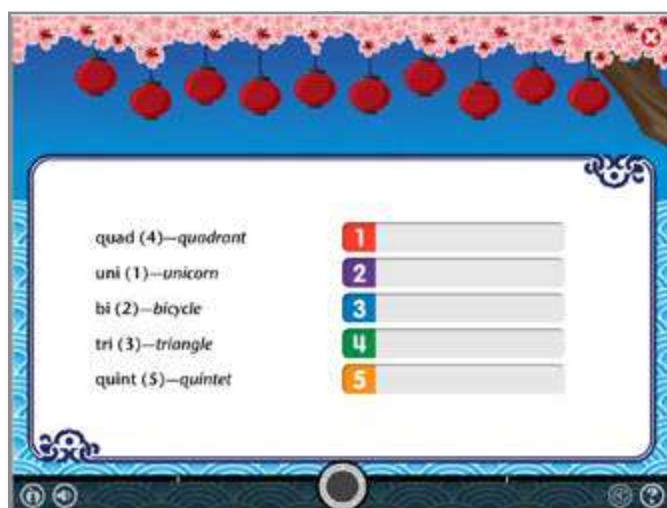 quad (4)—quadrant
uni (1)—unicorn
bi (2)—bicycle
tri (3)—triangle
quint (5)—quintet
1
2
3
4
5
?